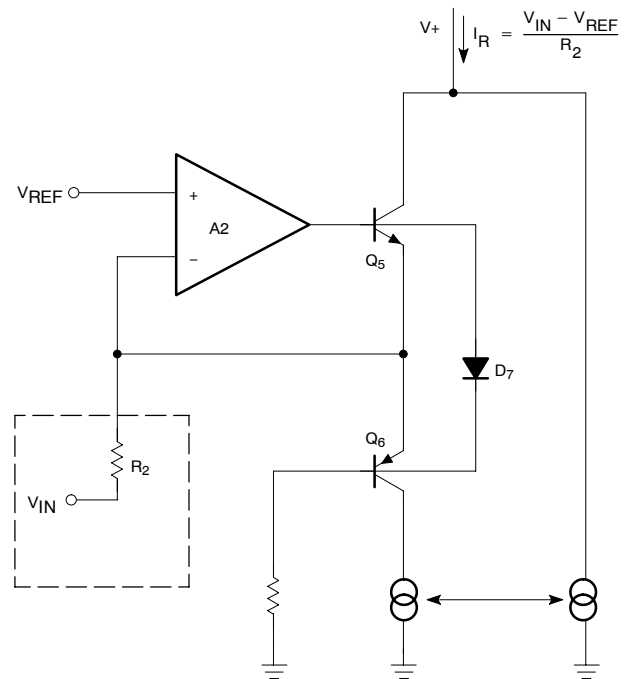 V+
I_R = (V_IN − V_REF) / R_2
V_REF
+
A2
−
Q_5
D_7
Q_6
R_2
V_IN